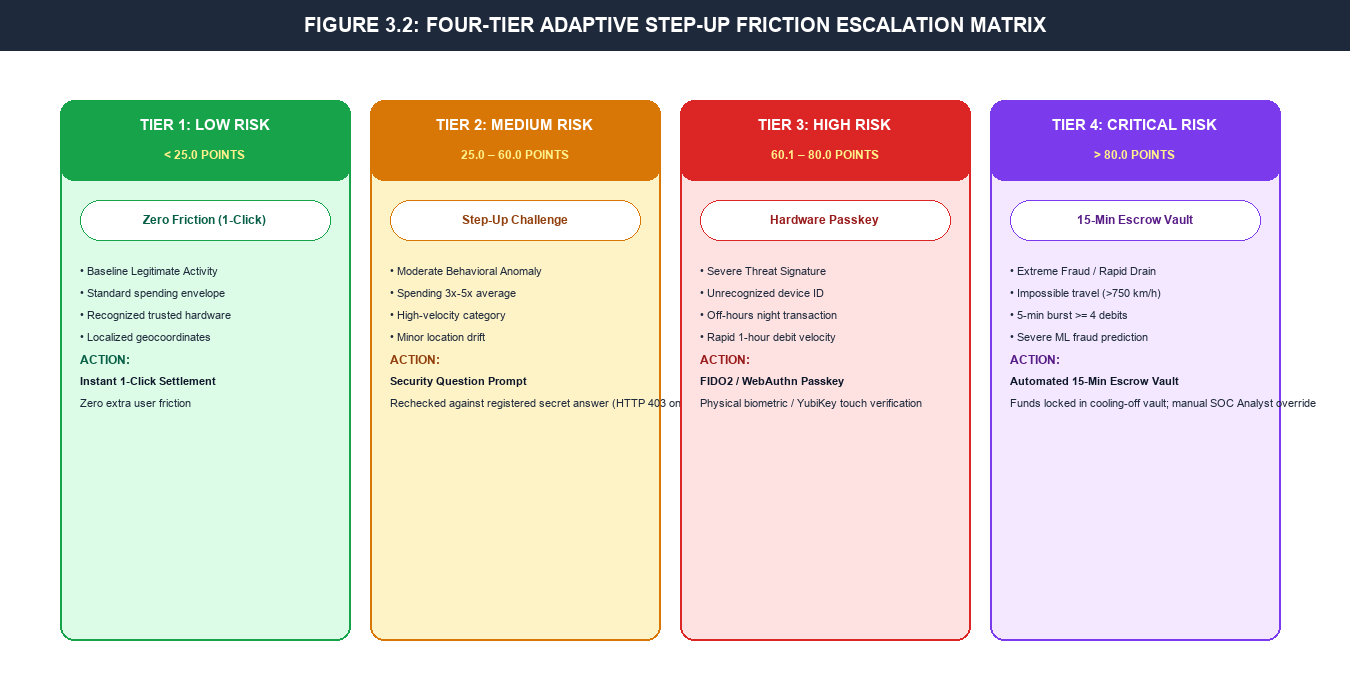 FIGURE 3.2: FOUR-TIER ADAPTIVE STEP-UP FRICTION ESCALATION MATRIX
TIER 1: LOW RISK
< 25.0 POINTS
Zero Friction (1-Click)
• Baseline Legitimate Activity
• Standard spending envelope
• Recognized trusted hardware
• Localized geocoordinates
ACTION:
Instant 1-Click Settlement
Zero extra user friction
TIER 2: MEDIUM RISK
25.0 – 60.0 POINTS
Step-Up Challenge
• Moderate Behavioral Anomaly
• Spending 3x-5x average
• High-velocity category
• Minor location drift
ACTION:
Security Question Prompt
Rechecked against registered secret answer (HTTP 403 on
TIER 3: HIGH RISK
60.1 – 80.0 POINTS
Hardware Passkey
• Severe Threat Signature
• Unrecognized device ID
• Off-hours night transaction
• Rapid 1-hour debit velocity
ACTION:
FIDO2 / WebAuthn Passkey
Physical biometric / YubiKey touch verification
TIER 4: CRITICAL RISK
> 80.0 POINTS
15-Min Escrow Vault
• Extreme Fraud / Rapid Drain
• Impossible travel (>750 km/h)
• 5-min burst >= 4 debits
• Severe ML fraud prediction
ACTION:
Automated 15-Min Escrow Vault
Funds locked in cooling-off vault; manual SOC Analyst override